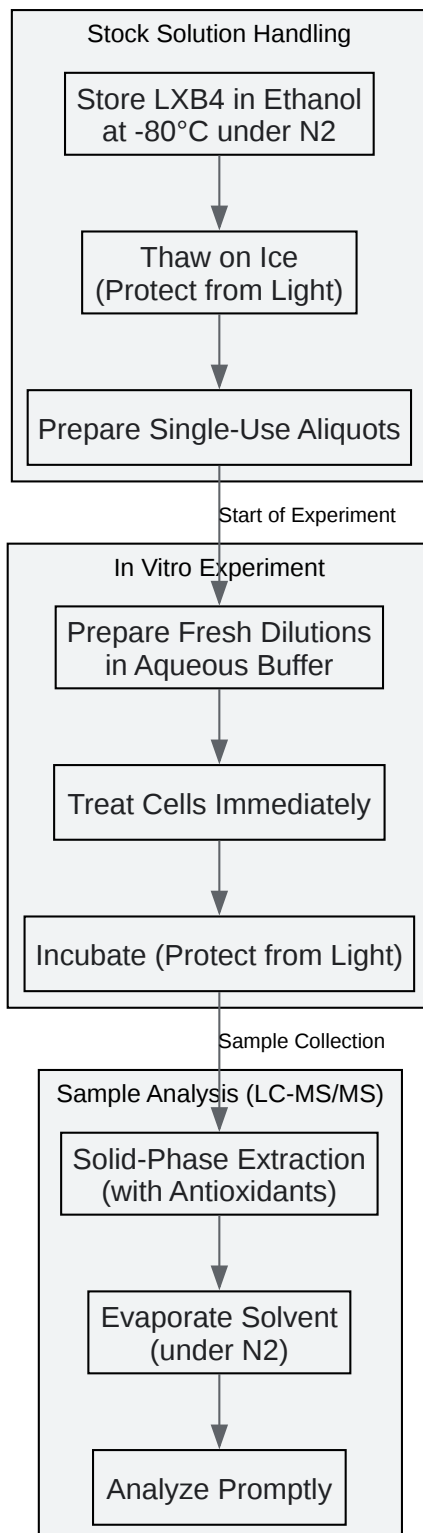 Stock Solution Handling
Store LXB4 in Ethanol
at -80°C under N2
Thaw on Ice
(Protect from Light)
Prepare Single-Use Aliquots
Start of Experiment
In Vitro Experiment
Prepare Fresh Dilutions
in Aqueous Buffer
Treat Cells Immediately
Incubate (Protect from Light)
Sample Collection
Sample Analysis (LC-MS/MS)
Solid-Phase Extraction
(with Antioxidants)
Evaporate Solvent
(under N2)
Analyze Promptly